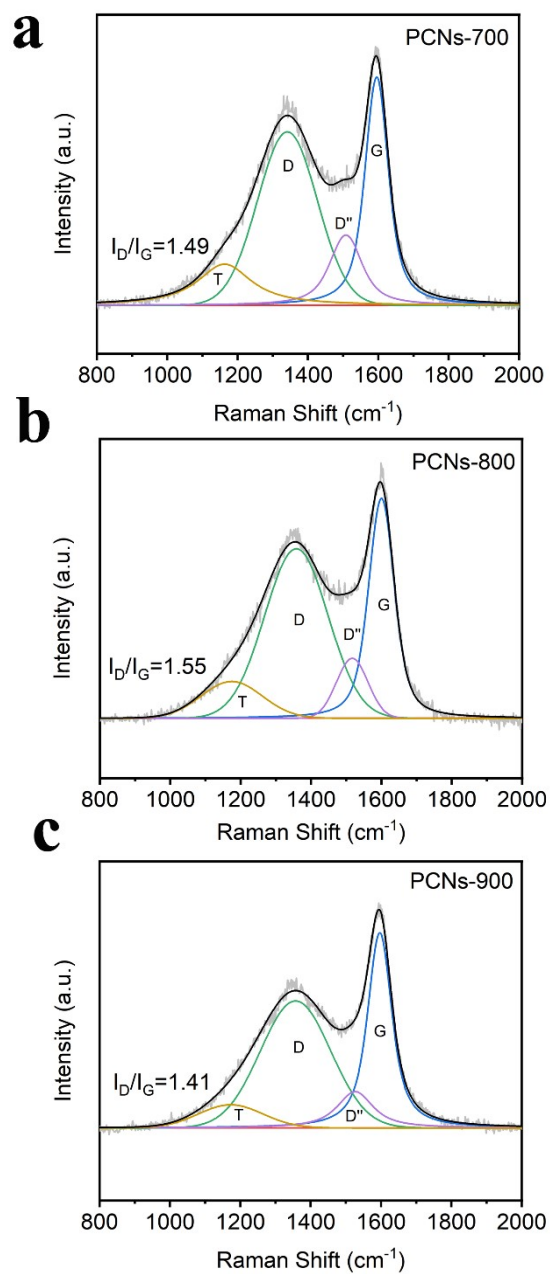 a
PCNs-700
Intensity (a.u.)
I_D/I_G=1.49
T
D
D"
G
800 1000 1200 1400 1600 1800 2000
Raman Shift (cm⁻¹)
b
PCNs-800
Intensity (a.u.)
I_D/I_G=1.55
T
D
D"
G
800 1000 1200 1400 1600 1800 2000
Raman Shift (cm⁻¹)
c
PCNs-900
Intensity (a.u.)
I_D/I_G=1.41
T
D
D"
G
800 1000 1200 1400 1600 1800 2000
Raman Shift (cm⁻¹)